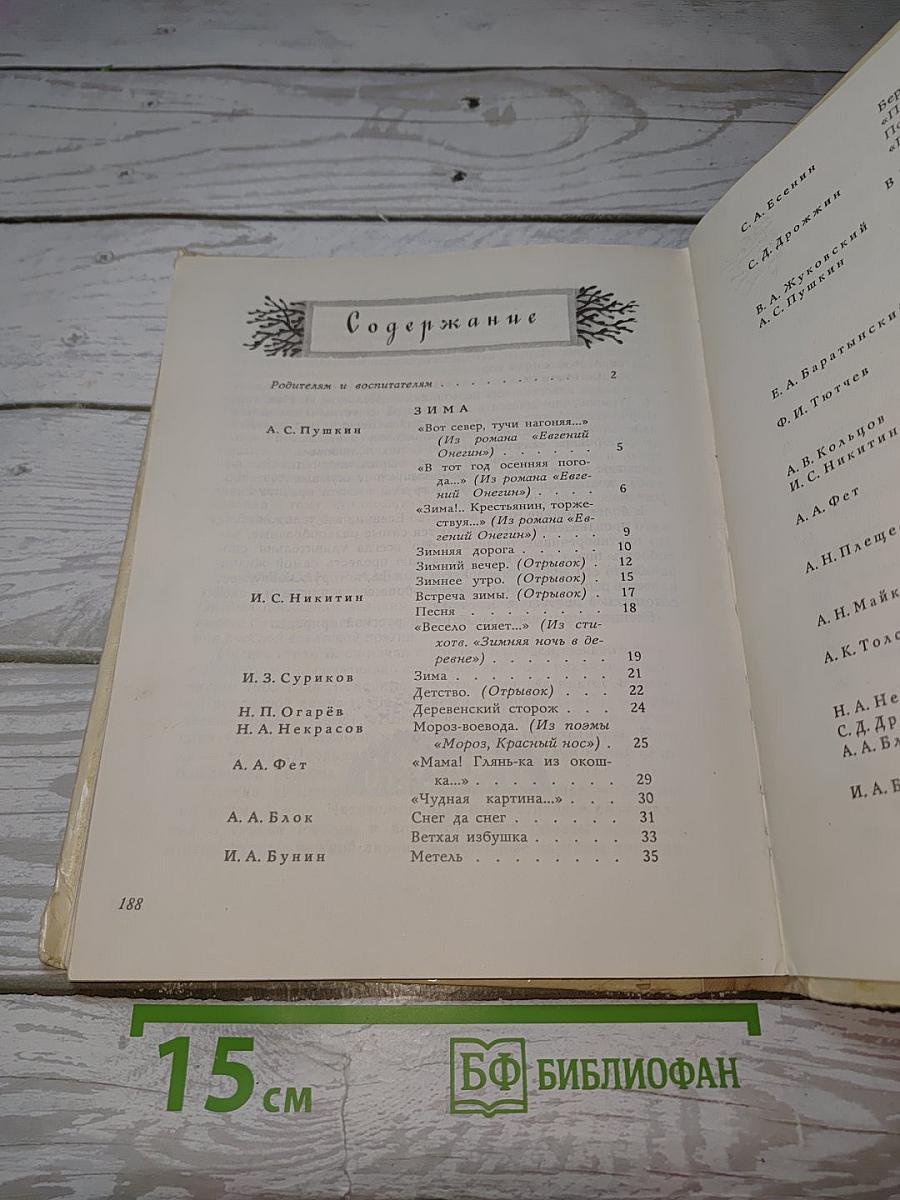 Содержание
Родителям и воспитателям . . . . . . . . . . 2
ЗИМА
А. С. Пушкин «Вот север, тучи нагоняя...»
(Из романа «Евгений
Онегин») . . . . . . 5
«В тот год осенняя пого-
да...» (Из романа «Евге-
ний Онегин») . . . . 6
«Зима!.. Крестьянин, торже-
ствуя...» (Из романа «Ев-
гений Онегин») . . . . 9
Зимняя дорога . . . . . 10
Зимний вечер. (Отрывок) . 12
Зимнее утро. (Отрывок) . 15
И. С. Никитин Встреча зимы. (Отрывок) . 17
Песня . . . . . . . . 18
«Весело сияет...» (Из сти-
хотв. «Зимняя ночь в де-
ревне») . . . . . . . 19
И. З. Суриков Зима . . . . . . . . . 21
Детство. (Отрывок) . . . 22
Н. П. Огарёв Деревенский сторож . . . 24
Н. А. Некрасов Мороз-воевода. (Из поэмы
«Мороз, Красный нос») . 25
А. А. Фет «Мама! Глянь-ка из окош-
ка...» . . . . . . . . 29
«Чудная картина...» . . . 30
А. А. Блок Снег да снег . . . . . . 31
Ветхая избушка . . . . . 33
И. А. Бунин Метель . . . . . . . . 35
188
С. А. Есенин
С. Д. Дрожжин
В. А. Жуковский
А. С. Пушкин
Е. А. Баратынский
Ф. И. Тютчев
А. В. Кольцов
И. С. Никитин
А. А. Фет
А. Н. Плеще
А. Н. Майк
А. К. Толс
Н. А. Не
С. Д. Др
А. А. Бл
И. А. Б
15 см
БФ БИБЛИОФАН